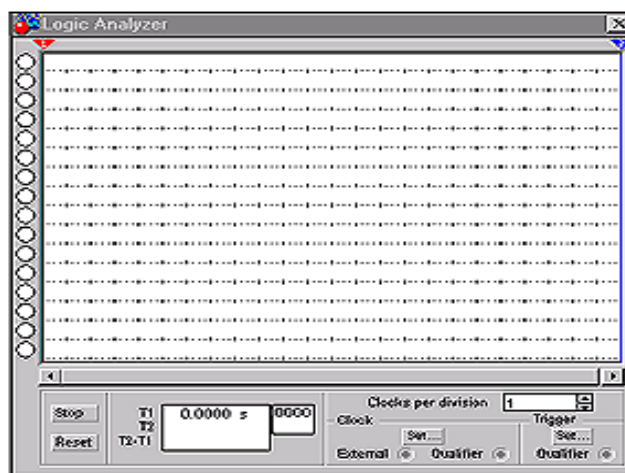 Logic Analyzer
Clocks per division 1
Stop
Reset
T1 0.0000 s 0000
T2
T2-T1
Clock
Set...
External Qualifier
Trigger
Set...
Qualifier